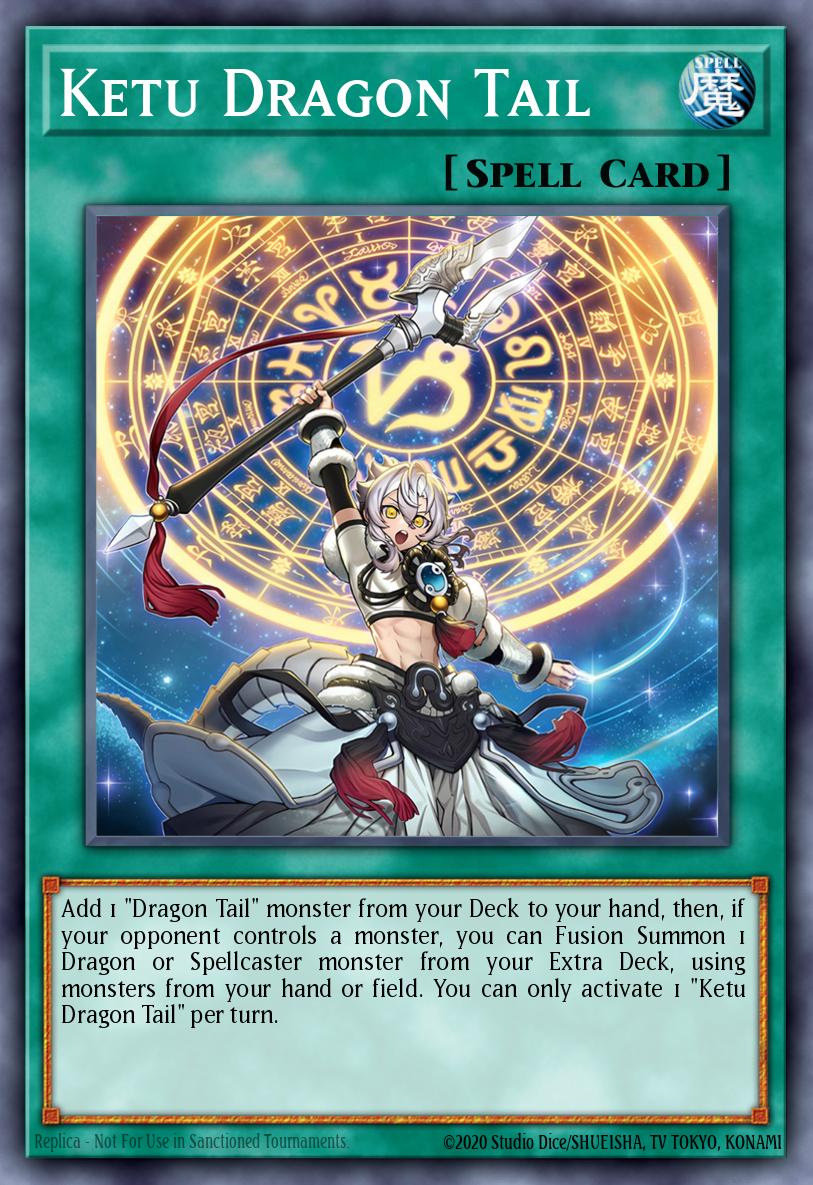 Ketu Dragon Tail
SPELL
魔
[Spell Card]
Add 1 "Dragon Tail" monster from your Deck to your hand, then, if
your opponent controls a monster, you can Fusion Summon 1
Dragon or Spellcaster monster from your Extra Deck, using
monsters from your hand or field. You can only activate 1 "Ketu
Dragon Tail" per turn.
Replica - Not For Use in Sanctioned Tournaments.
©2020 Studio Dice/SHUEISHA, TV TOKYO, KONAMI